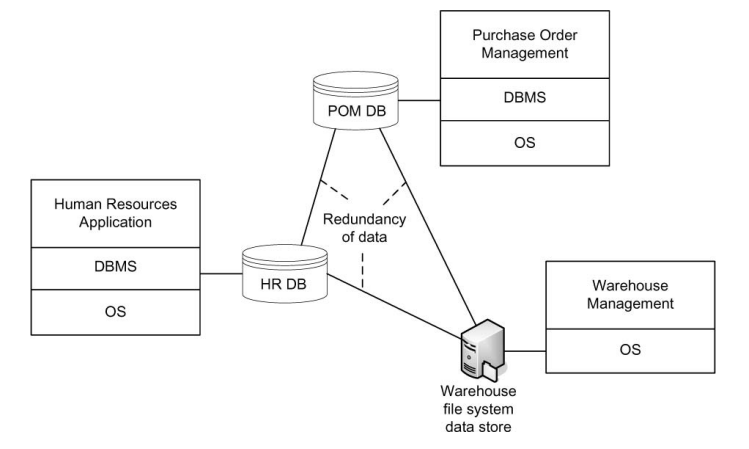 Purchase Order
Management
DBMS
OS
POM DB
Human Resources
Application
DBMS
OS
Redundancy
of data
HR DB
Warehouse
Management
OS
Warehouse
file system
data store